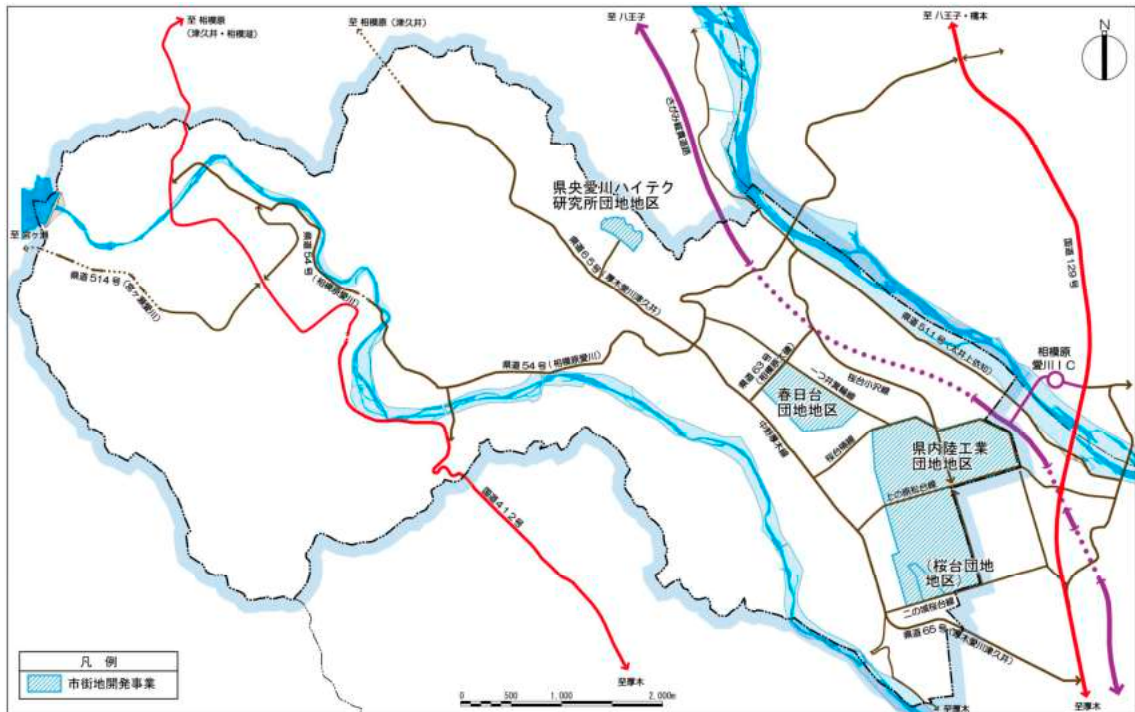 至 相模原
(津久井・相模湖)
至 相模原 (津久井)
至 八王子
至 八王子・橋本
N
さがみ縦貫道路
県央愛川ハイテク
研究所団地地区
至 宮ヶ瀬
県道514号 (宮ヶ瀬愛川)
県道54号 (相模原愛川)
県道65号 (厚木愛川津久井)
国道129号
県道54号 (相模原愛川)
県道63号
(相模原大磯)
県道511号 (太井上依知)
相模原
愛川IC
一つ井箕輪線
桜台小沢線
春日台
団地地区
中野厚木線
桜台橋線
県内陸工業
団地地区
上の原松台線
国道412号
(桜台団地
地区)
二の城桜台線
県道65号 (厚木愛川津久井)
凡 例
市街地開発事業
0 500 1,000 2,000m
至厚木
至厚木
至厚木